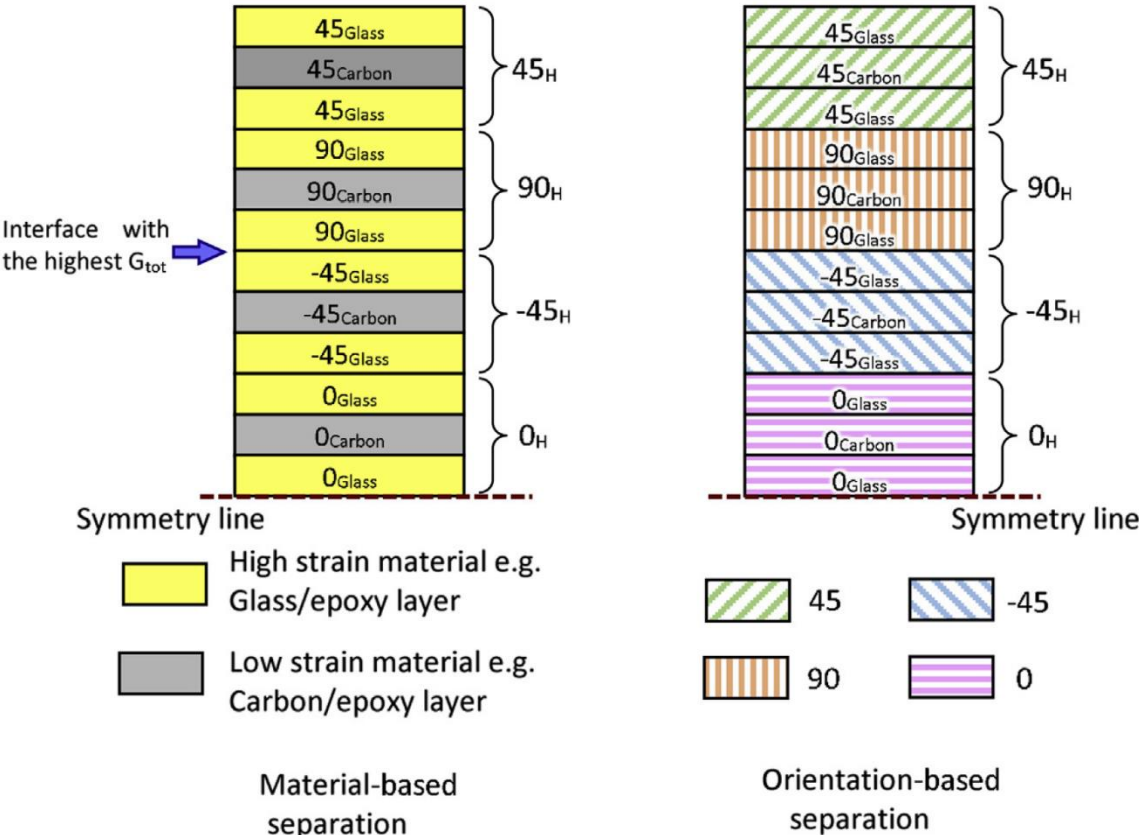 45Glass
45Carbon
45Glass
45H
90Glass
90Carbon
90Glass
90H
Interface with
the highest Gtot
-45Glass
-45Carbon
-45Glass
-45H
0Glass
0Carbon
0Glass
0H
Symmetry line
High strain material e.g.
Glass/epoxy layer
Low strain material e.g.
Carbon/epoxy layer
Material-based
separation
45Glass
45Carbon
45Glass
45H
90Glass
90Carbon
90Glass
90H
-45Glass
-45Carbon
-45Glass
-45H
0Glass
0Carbon
0Glass
0H
Symmetry line
45
-45
90
0
Orientation-based
separation